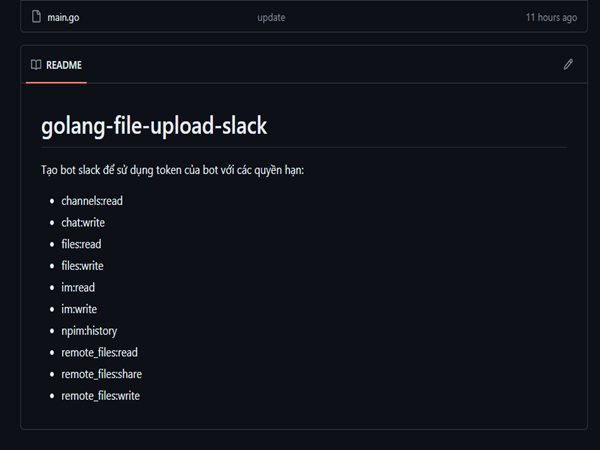 main.go update 11 hours ago
README
golang-file-upload-slack
Tạo bot slack để sử dụng token của bot với các quyền hạn:
channels:read
chat:write
files:read
files:write
im:read
im:write
npim:history
remote_files:read
remote_files:share
remote_files:write